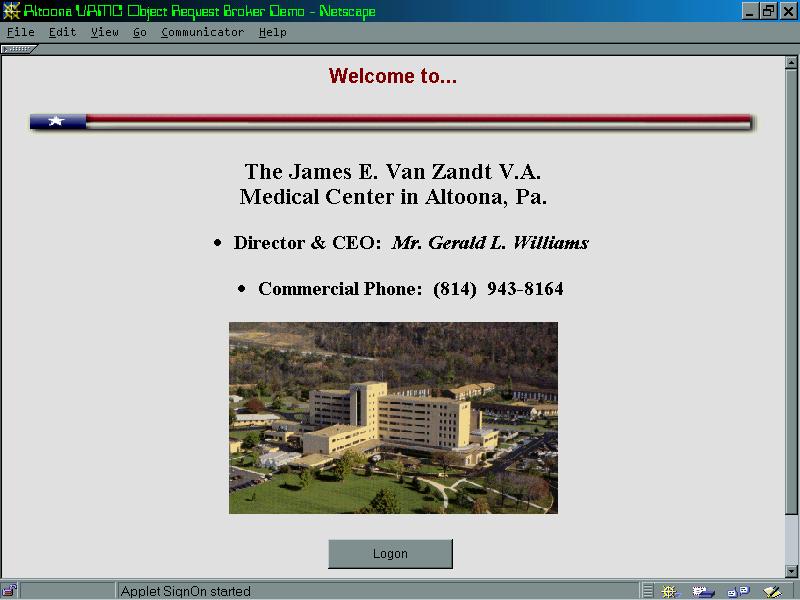 Altoona VAMC Object Request Broker Demo - Netscape
File Edit View Go Communicator Help
Welcome to...
The James E. Van Zandt V.A.
Medical Center in Altoona, Pa.
• Director & CEO: Mr. Gerald L. Williams
• Commercial Phone: (814) 943-8164
Logon
Applet SignOn started